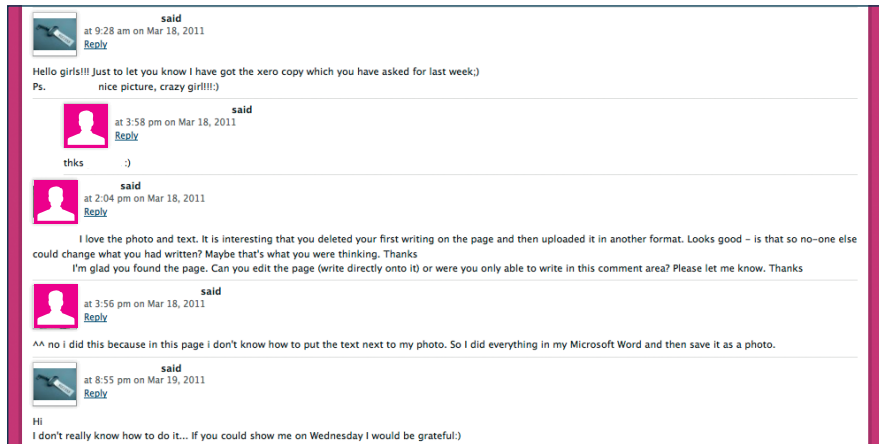 said
at 9:28 am on Mar 18, 2011
Reply
Hello girls!!! Just to let you know I have got the xero copy which you have asked for last week;)
Ps. nice picture, crazy girl!!!:)
said
at 3:58 pm on Mar 18, 2011
Reply
thks :)
said
at 2:04 pm on Mar 18, 2011
Reply
I love the photo and text. It is interesting that you deleted your first writing on the page and then uploaded it in another format. Looks good – is that so no-one else
could change what you had written? Maybe that's what you were thinking. Thanks
I'm glad you found the page. Can you edit the page (write directly onto it) or were you only able to write in this comment area? Please let me know. Thanks
said
at 3:56 pm on Mar 18, 2011
Reply
^^ no i did this because in this page i don't know how to put the text next to my photo. So I did everything in my Microsoft Word and then save it as a photo.
said
at 8:55 pm on Mar 19, 2011
Reply
Hi
I don't really know how to do it... If you could show me on Wednesday I would be grateful:)